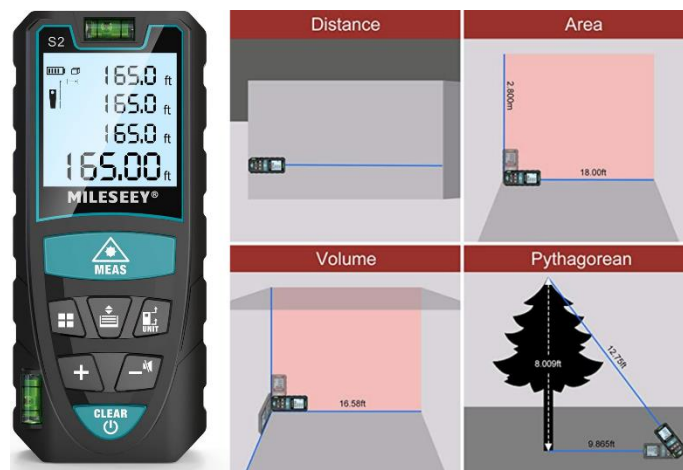 S2
165.0 ft
165.0 ft
165.0 ft
165.00 ft
MILESEEY®
MEAS
UNIT
+
−
CLEAR
Distance
Area
2.800m
18.00ft
Volume
16.58ft
Pythagorean
12.75ft
8.009ft
9.865ft